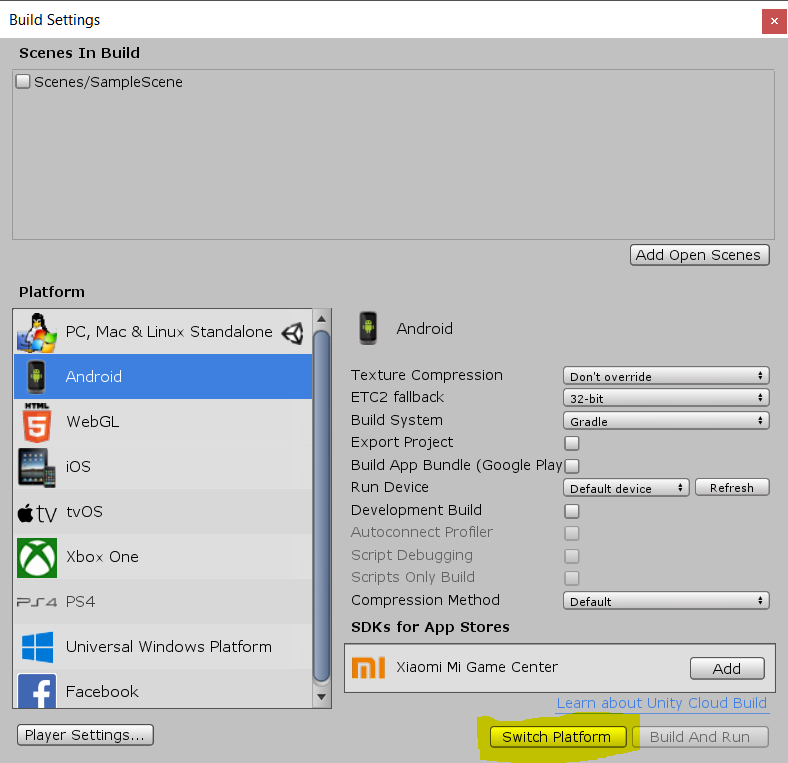 Build Settings
Scenes In Build
Scenes/SampleScene
Add Open Scenes
Platform
PC, Mac & Linux Standalone
Android
HTML
5
WebGL
iOS
tv
tvOS
Xbox One
PS4
PS4
Universal Windows Platform
f
Facebook
Player Settings...
Android
Texture Compression
Don't override
ETC2 fallback
32-bit
Build System
Gradle
Export Project
Build App Bundle (Google Play
Run Device
Default device
Refresh
Development Build
Autoconnect Profiler
Script Debugging
Scripts Only Build
Compression Method
Default
SDKs for App Stores
mi
Xiaomi Mi Game Center
Add
Learn about Unity Cloud Build
Switch Platform
Build And Run